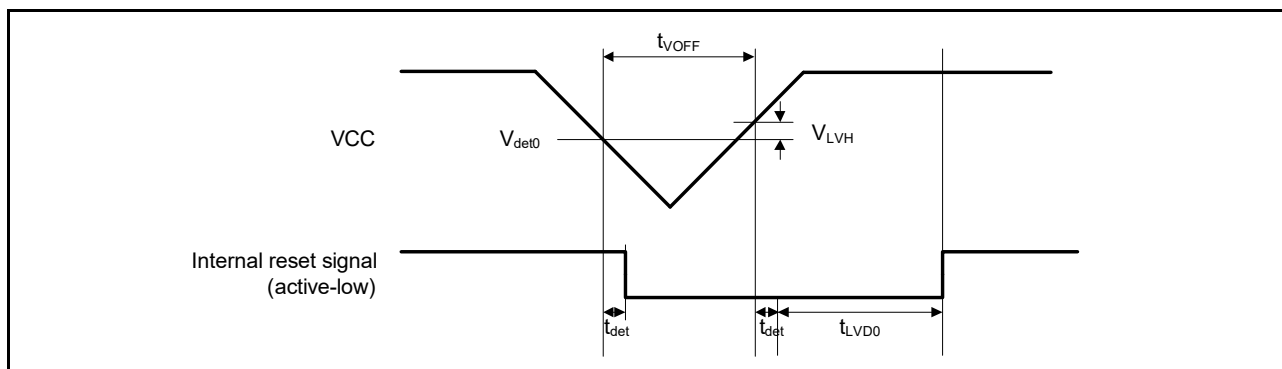 tVOFF
VCC
Vdet0
VLVH
Internal reset signal
(active-low)
tdet
tdet
tLVD0